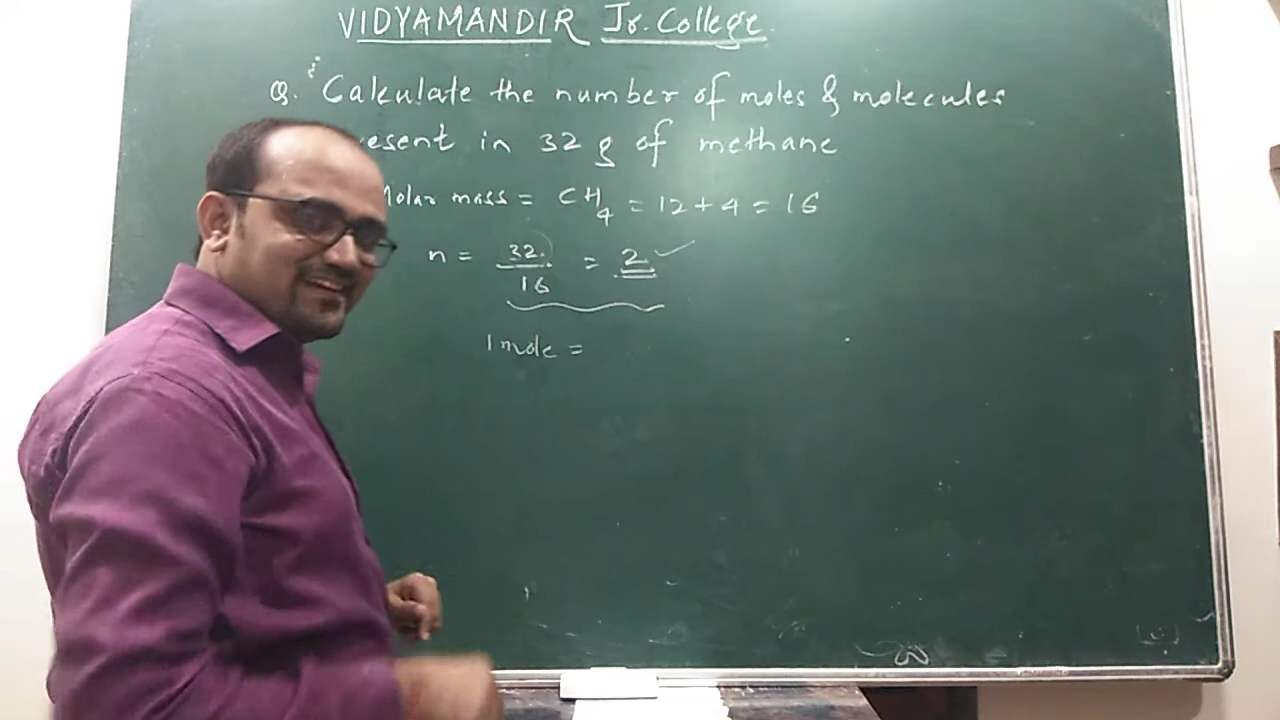 VIDYAMANDIR Jr. College.
Q. i Calculate the number of moles & molecules
esent in 32 g of methane
Molar mass = CH4 = 12 + 4 = 16
n = 32/16 = 2 ✓
1 mole =